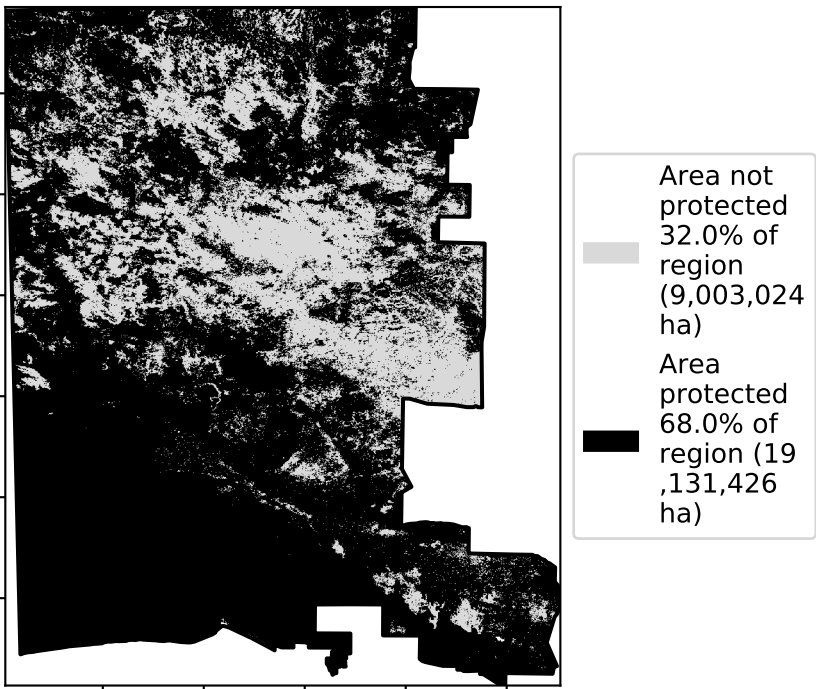 Area not
protected
32.0% of
region
(9,003,024
ha)
Area
protected
68.0% of
region (19
,131,426
ha)